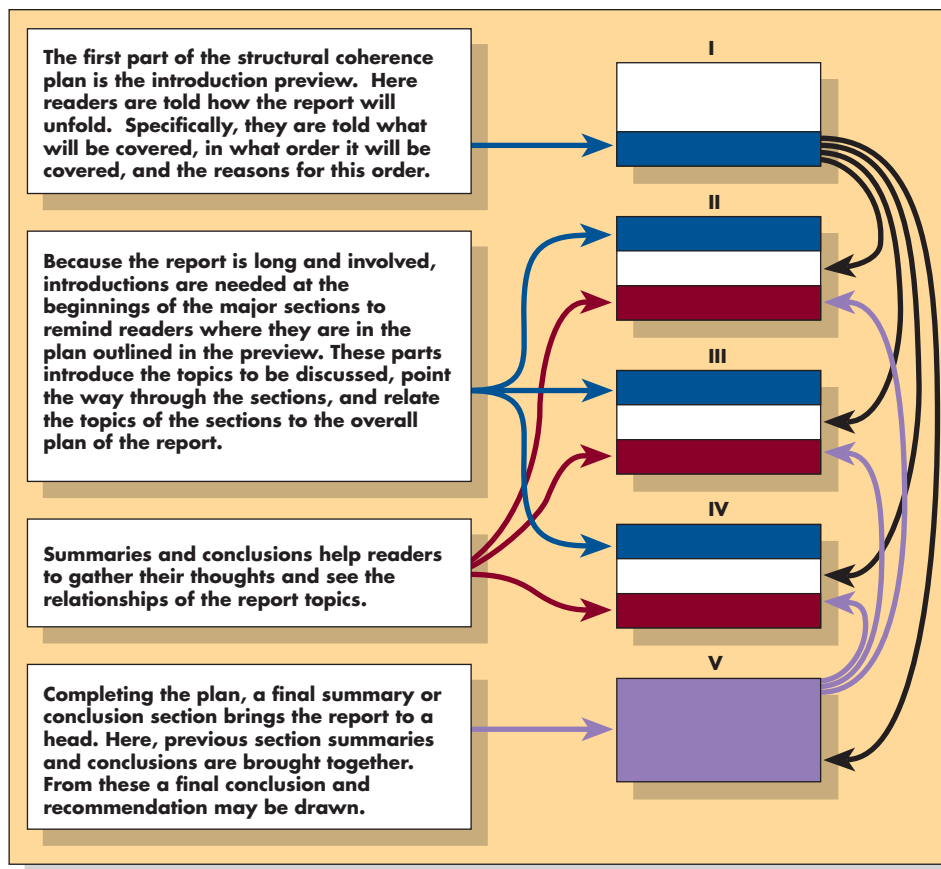 The first part of the structural coherence
plan is the introduction preview. Here
readers are told how the report will
unfold. Specifically, they are told what
will be covered, in what order it will be
covered, and the reasons for this order.
Because the report is long and involved,
introductions are needed at the
beginnings of the major sections to
remind readers where they are in the
plan outlined in the preview. These parts
introduce the topics to be discussed, point
the way through the sections, and relate
the topics of the sections to the overall
plan of the report.
Summaries and conclusions help readers
to gather their thoughts and see the
relationships of the report topics.
Completing the plan, a final summary or
conclusion section brings the report to a
head. Here, previous section summaries
and conclusions are brought together.
From these a final conclusion and
recommendation may be drawn.
I
II
III
IV
V